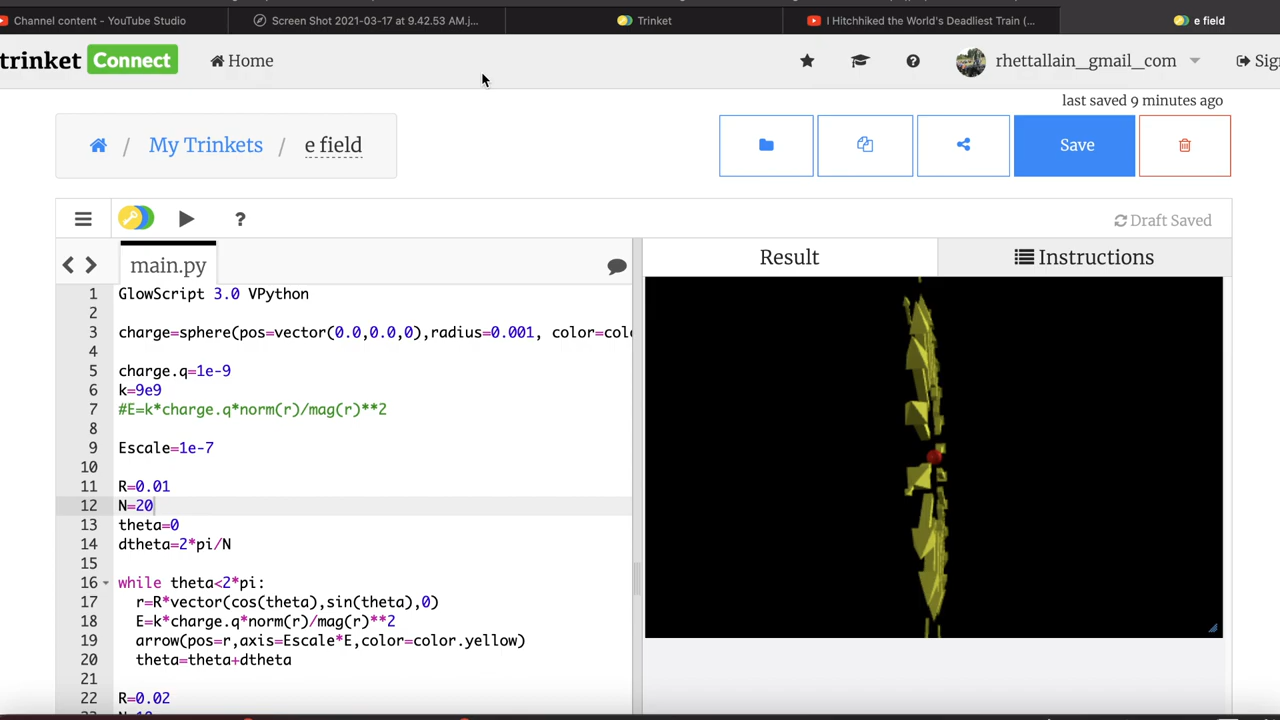 Channel content - YouTube Studio
Screen Shot 2021-03-17 at 9.42.53 AM.j...
Trinket
I Hitchhiked the World's Deadliest Train (...
e field
trinket Connect
Home
rhettallain_gmail_com
Sig
last saved 9 minutes ago
/ My Trinkets / e field
Save
?
Draft Saved
main.py
Result
Instructions
1 GlowScript 3.0 VPython
2
3 charge=sphere(pos=vector(0.0,0.0,0),radius=0.001, color=colo
4
5 charge.q=1e-9
6 k=9e9
7 #E=k*charge.q*norm(r)/mag(r)**2
8
9 Escale=1e-7
10
11 R=0.01
12 N=20
13 theta=0
14 dtheta=2*pi/N
15
16 while theta<2*pi:
17 r=R*vector(cos(theta),sin(theta),0)
18 E=k*charge.q*norm(r)/mag(r)**2
19 arrow(pos=r,axis=Escale*E,color=color.yellow)
20 theta=theta+dtheta
21
22 R=0.02